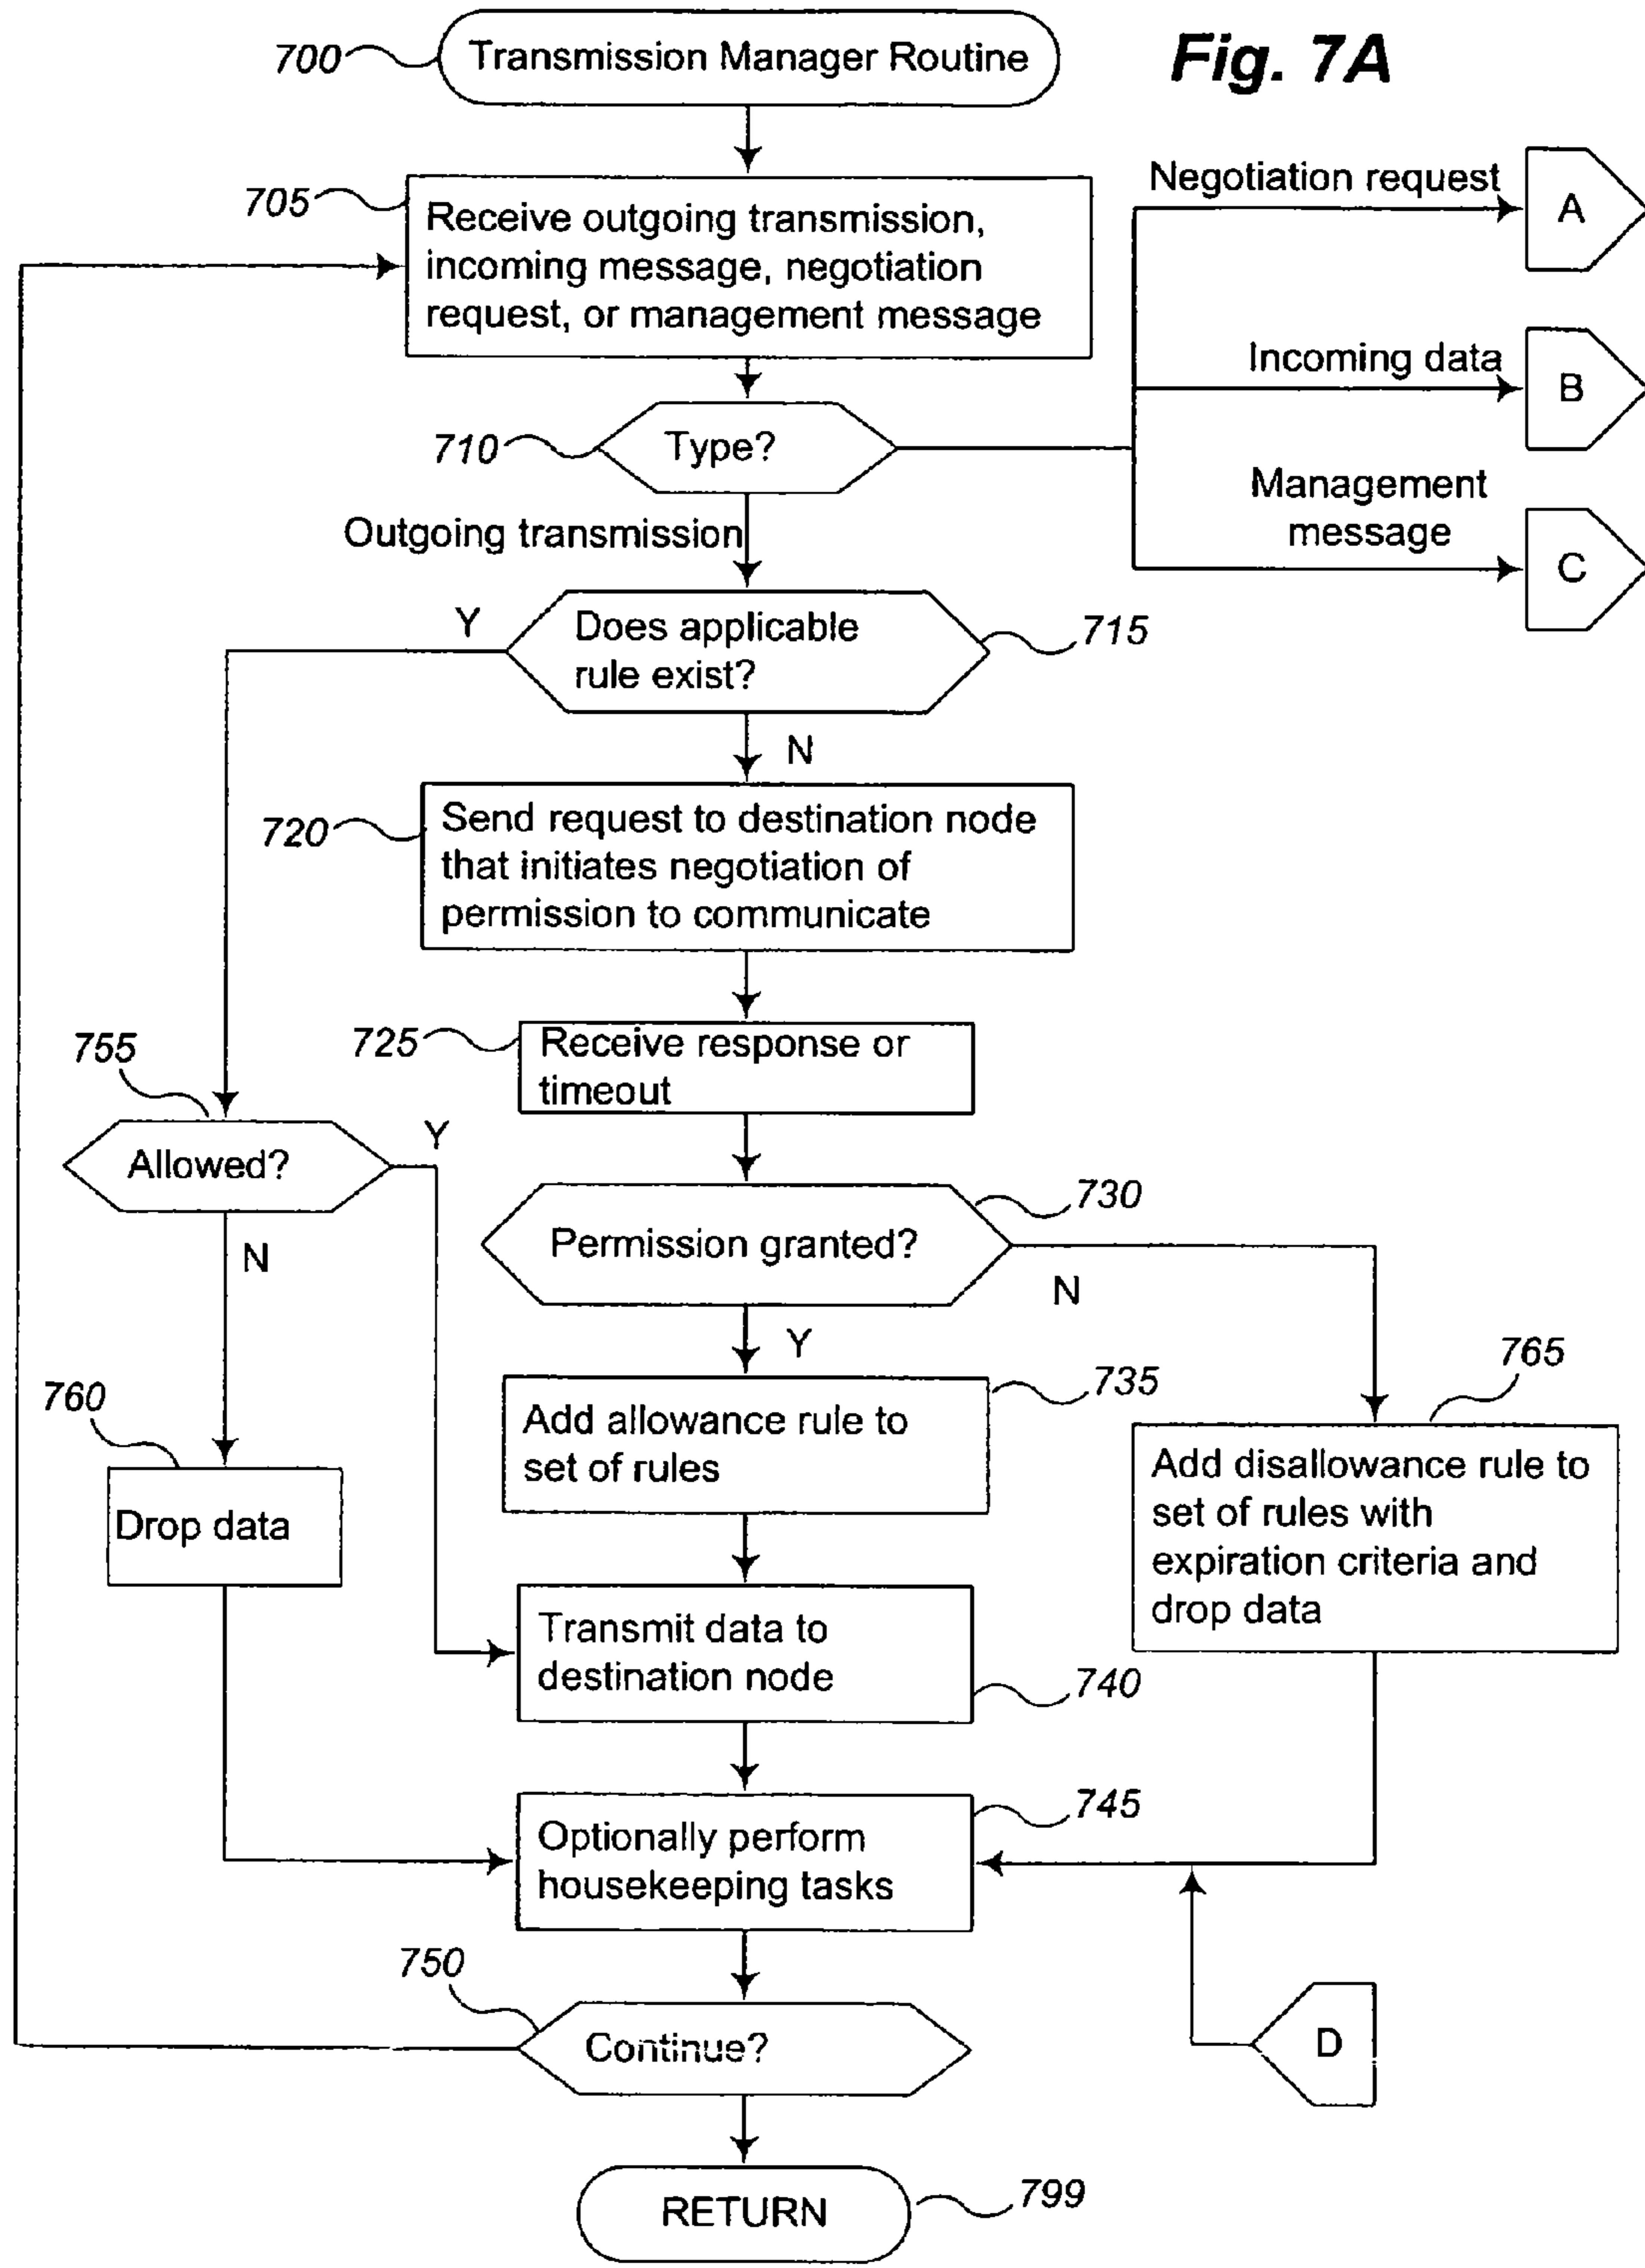 Fig. 7A
700
Transmission Manager Routine
705
Receive outgoing transmission,
incoming message, negotiation
request, or management message
Negotiation request
A
Incoming data
B
Management
message
C
710
Type?
Outgoing transmission
Y
Does applicable
rule exist?
715
N
720
Send request to destination node
that initiates negotiation of
permission to communicate
725
Receive response or
timeout
755
Allowed?
Y
N
730
Permission granted?
N
Y
735
Add allowance rule to
set of rules
765
Add disallowance rule to
set of rules with
expiration criteria and
drop data
760
Drop data
Transmit data to
destination node
740
745
Optionally perform
housekeeping tasks
750
Continue?
D
RETURN
799